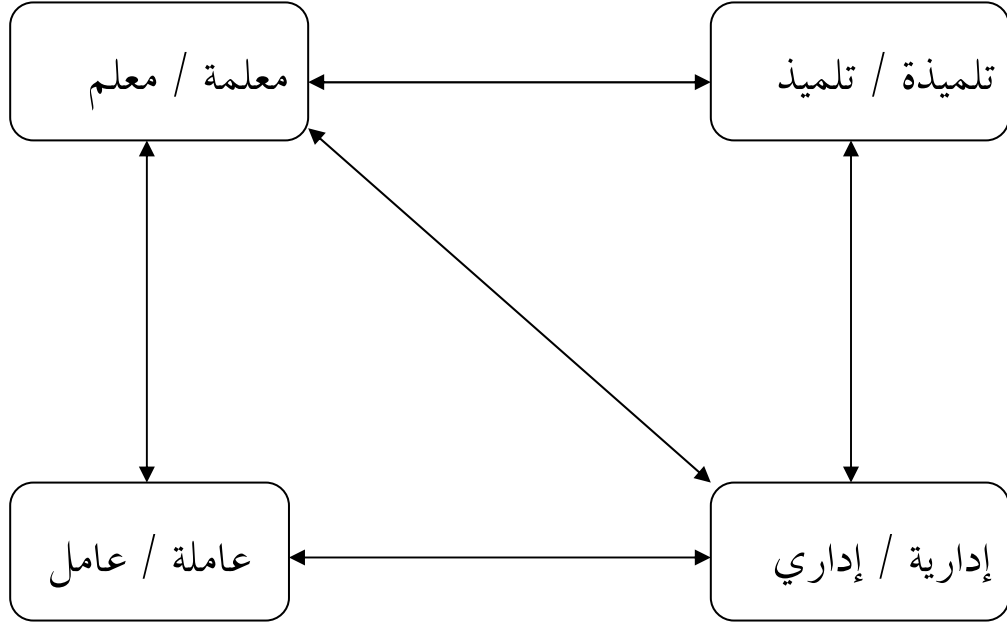 تلميذة / تلميذ
معلمة / معلم
إدارية / إداري
عاملة / عامل